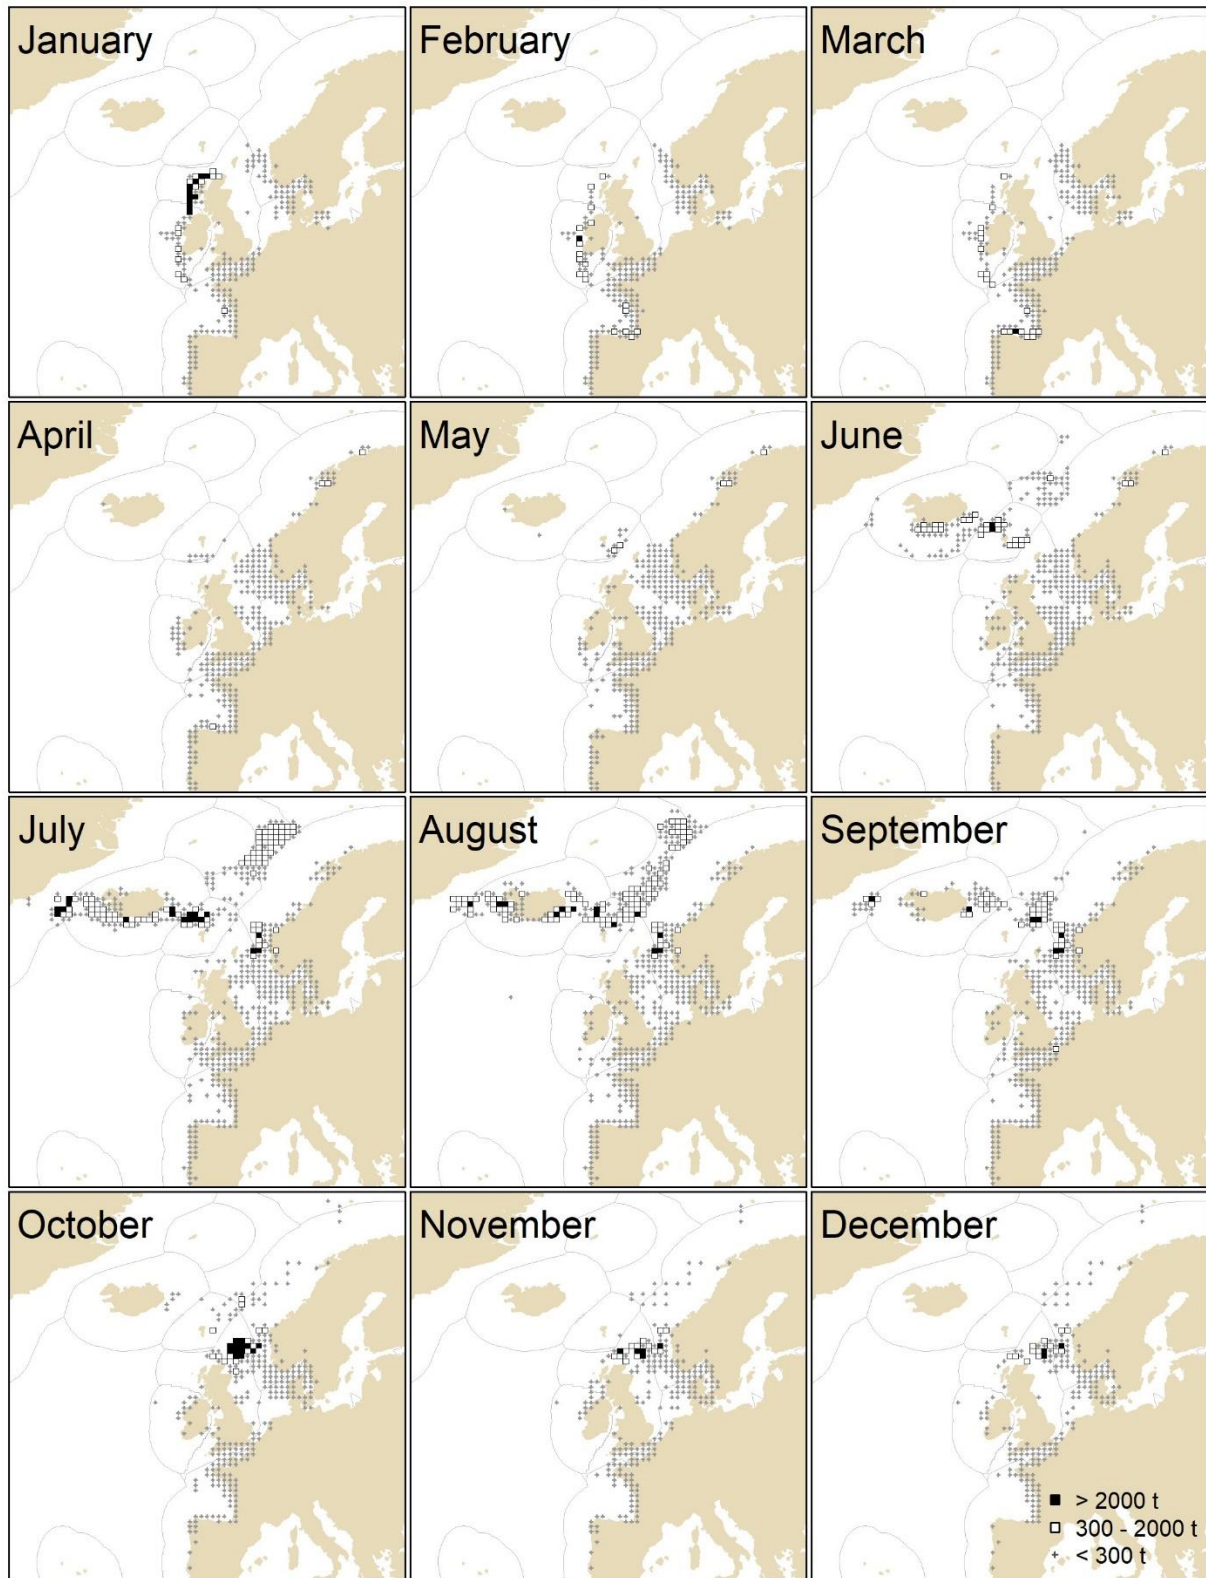 January
February
March
April
May
June
July
August
September
October
November
December
> 2000 t
300 - 2000 t
< 300 t